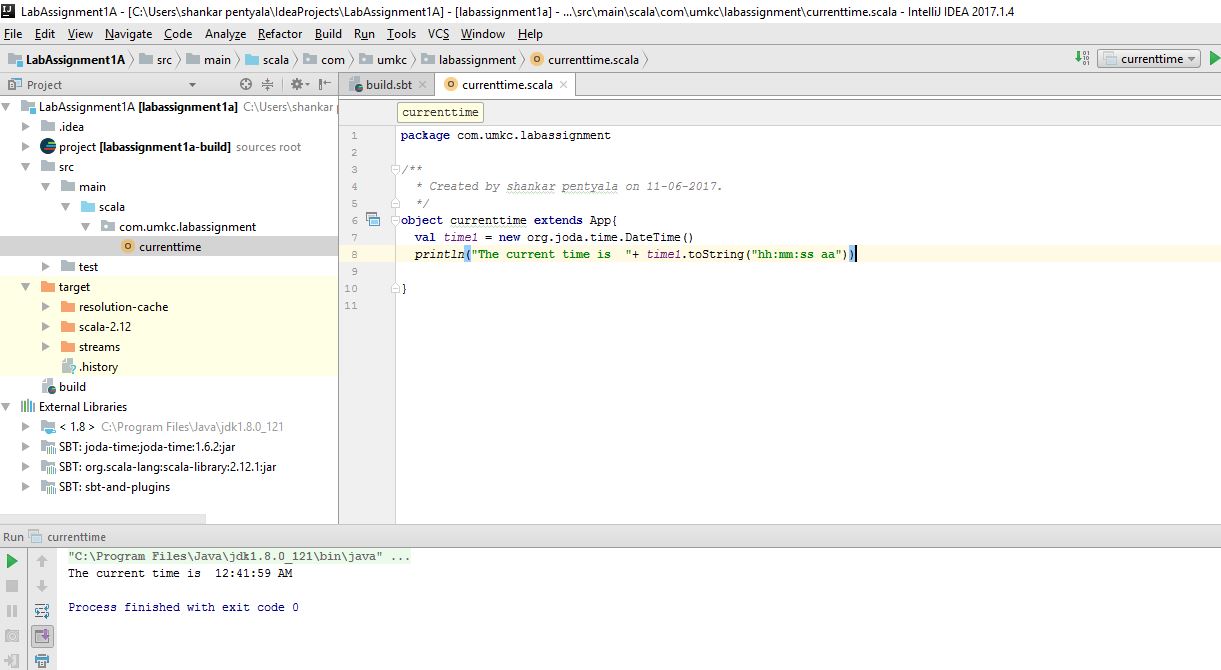 LabAssignment1A - [C:\Users\shankar pentyala\IdeaProjects\LabAssignment1A] - [labassignment1a] - ...\src\main\scala\com\umkc\labassignment\currenttime.scala - IntelliJ IDEA 2017.1.4
File Edit View Navigate Code Analyze Refactor Build Run Tools VCS Window Help
LabAssignment1A src main scala com umkc labassignment currenttime.scala currenttime
Project
build.sbt currenttime.scala
LabAssignment1A [labassignment1a] C:\Users\shankar p
.idea
project [labassignment1a-build] sources root
src
main
scala
com.umkc.labassignment
currenttime
test
target
resolution-cache
scala-2.12
streams
.history
build
External Libraries
< 1.8 > C:\Program Files\Java\jdk1.8.0_121
SBT: joda-time:joda-time:1.6.2:jar
SBT: org.scala-lang:scala-library:2.12.1:jar
SBT: sbt-and-plugins
currenttime
1 package com.umkc.labassignment
2
3 /**
4 * Created by shankar pentyala on 11-06-2017.
5 */
6 object currenttime extends App{
7 val time1 = new org.joda.time.DateTime()
8 println("The current time is  "+ time1.toString("hh:mm:ss aa"))
9
10 }
11
Run currenttime
"C:\Program Files\Java\jdk1.8.0_121\bin\java" ...
The current time is  12:41:59 AM
Process finished with exit code 0